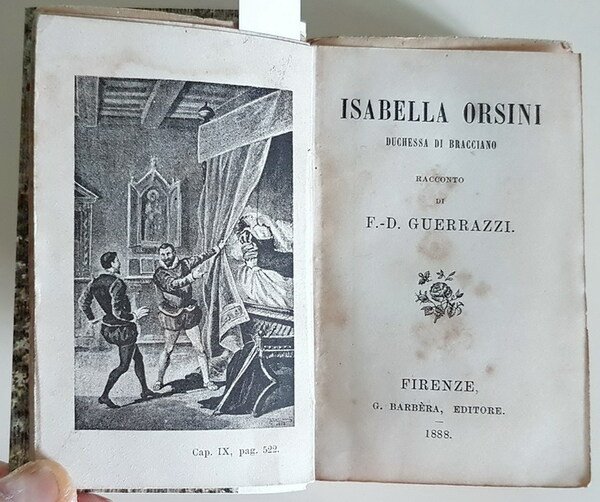 Cap. IX, pag. 522.
ISABELLA ORSINI
DUCHESSA DI BRACCIANO
RACCONTO
DI
F.-D. GUERRAZZI.
FIRENZE,
G. BARBÈRA, EDITORE.
1888.